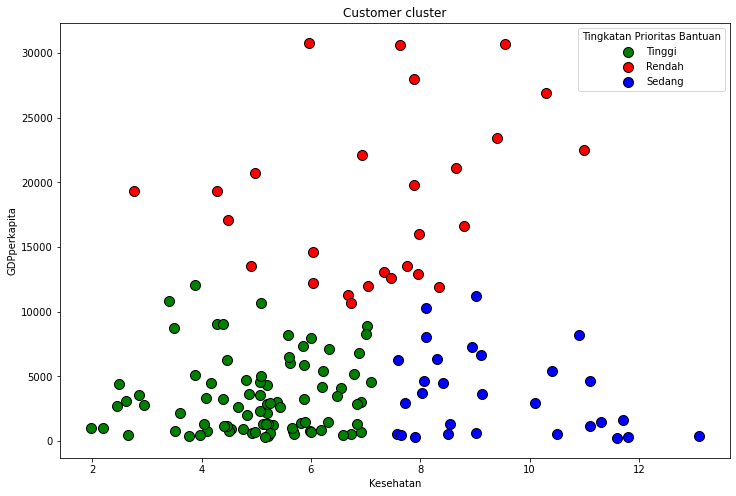 Customer cluster
Tingkatan Prioritas Bantuan
Tinggi
Rendah
Sedang
GDPperkapita
30000
25000
20000
15000
10000
5000
0
2 4 6 8 10 12
Kesehatan